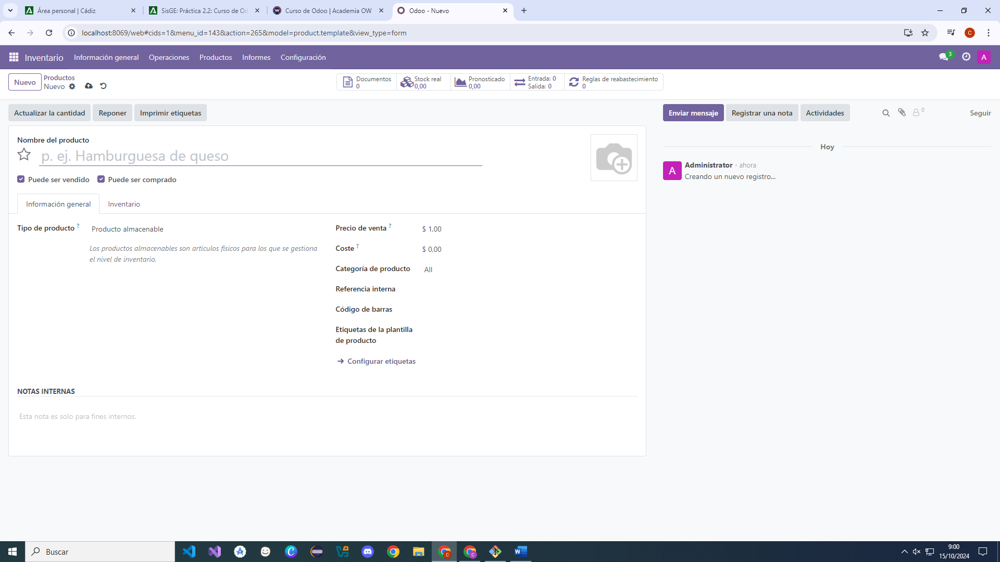 Área personal | Cádiz
SisGE: Práctica 2.2: Curso de Od
Curso de Odoo | Academia OW
Odoo - Nuevo
localhost:8069/web#cids=1&menu_id=143&action=265&model=product.template&view_type=form
C
Inventario
Información general
Operaciones
Productos
Informes
Configuración
3
A
Nuevo
Productos
Nuevo
Documentos
0
Stock real
0,00
Pronosticado
0,00
Entrada: 0
Salida: 0
Reglas de reabastecimiento
0
Actualizar la cantidad
Reponer
Imprimir etiquetas
Enviar mensaje
Registrar una nota
Actividades
0
Seguir
Nombre del producto
p. ej. Hamburguesa de queso
Puede ser vendido
Puede ser comprado
Hoy
A
Administrator - ahora
Creando un nuevo registro...
Información general
Inventario
Tipo de producto ?
Producto almacenable
Los productos almacenables son artículos físicos para los que se gestiona
el nivel de inventario.
Precio de venta ?
$ 1,00
Coste ?
$ 0,00
Categoría de producto
All
Referencia interna
Código de barras
Etiquetas de la plantilla
de producto
Configurar etiquetas
NOTAS INTERNAS
Esta nota es solo para fines internos.
Buscar
9:00
15/10/2024